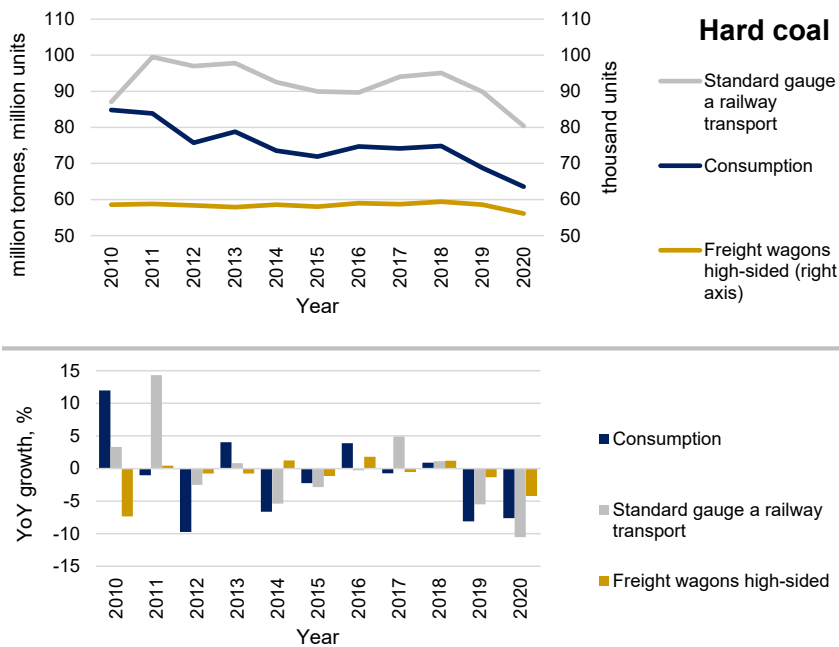 Hard coal
million tonnes, million units
110
100
90
80
70
60
50
110
100
90
80
70
60
50
thousand units
2010
2011
2012
2013
2014
2015
2016
2017
2018
2019
2020
Year
Standard gauge
a railway
transport
Consumption
Freight wagons
high-sided (right
axis)
YoY growth, %
15
10
5
0
-5
-10
-15
2010
2011
2012
2013
2014
2015
2016
2017
2018
2019
2020
Year
Consumption
Standard gauge a railway
transport
Freight wagons high-sided